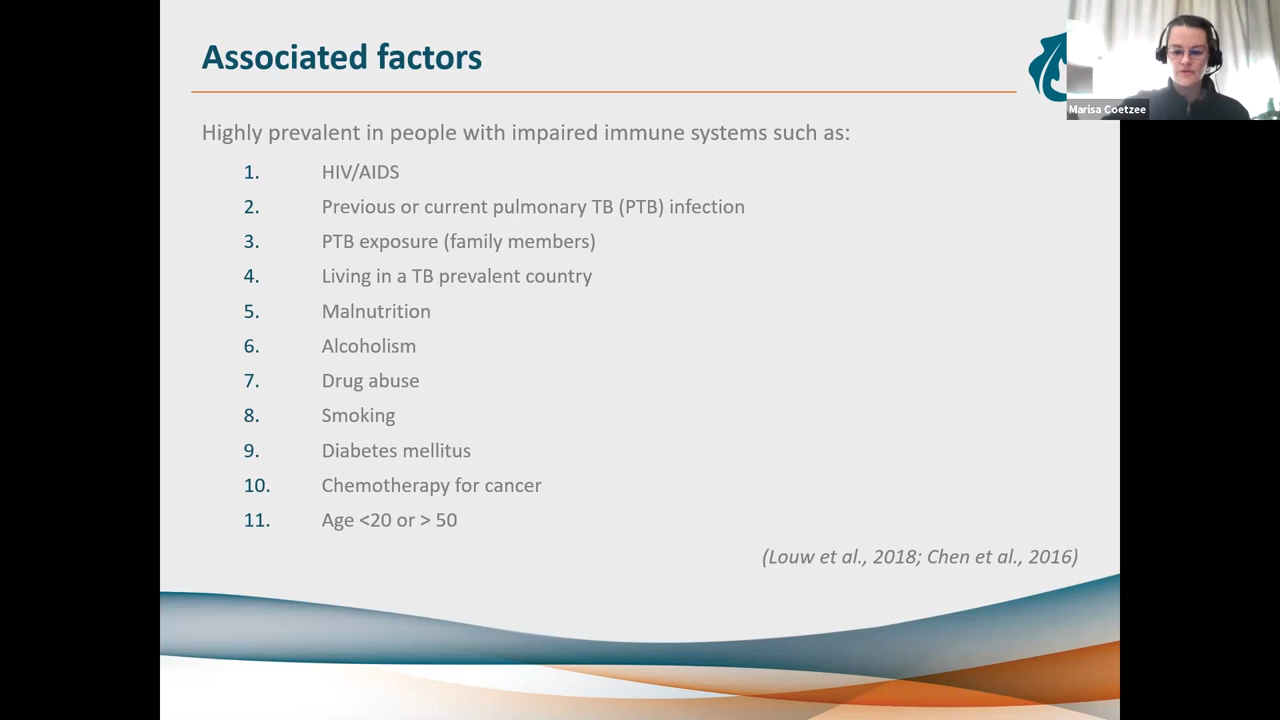 Associated factors
Marisa Coetzee
Highly prevalent in people with impaired immune systems such as:
1. HIV/AIDS
2. Previous or current pulmonary TB (PTB) infection
3. PTB exposure (family members)
4. Living in a TB prevalent country
5. Malnutrition
6. Alcoholism
7. Drug abuse
8. Smoking
9. Diabetes mellitus
10. Chemotherapy for cancer
11. Age <20 or > 50
(Louw et al., 2018; Chen et al., 2016)